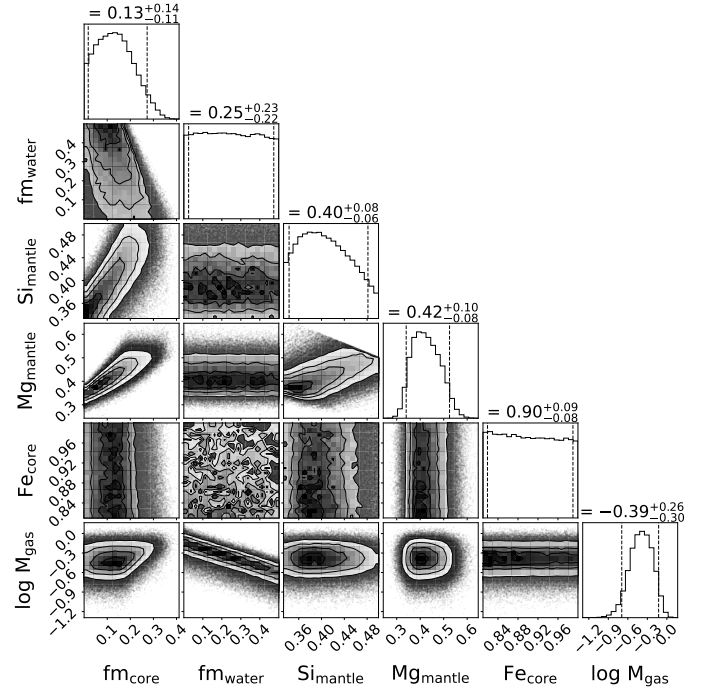 = 0.13+0.14−0.11
= 0.25+0.23−0.22
fmwater
0.1 0.2 0.3 0.4
= 0.40+0.08−0.06
Simantle
0.36 0.40 0.44 0.48
= 0.42+0.10−0.08
Mgmantle
0.3 0.4 0.5 0.6
= 0.90+0.09−0.08
Fecore
0.84 0.88 0.92 0.96
= −0.39+0.26−0.30
log Mgas
−1.2 −0.9 −0.6 −0.3 0.0
0.1 0.2 0.3 0.4 0.1 0.2 0.3 0.4 0.36 0.40 0.44 0.48 0.3 0.4 0.5 0.6 0.84 0.88 0.92 0.96 −1.2 −0.9 −0.6 −0.3 0.0
fmcore fmwater Simantle Mgmantle Fecore log Mgas